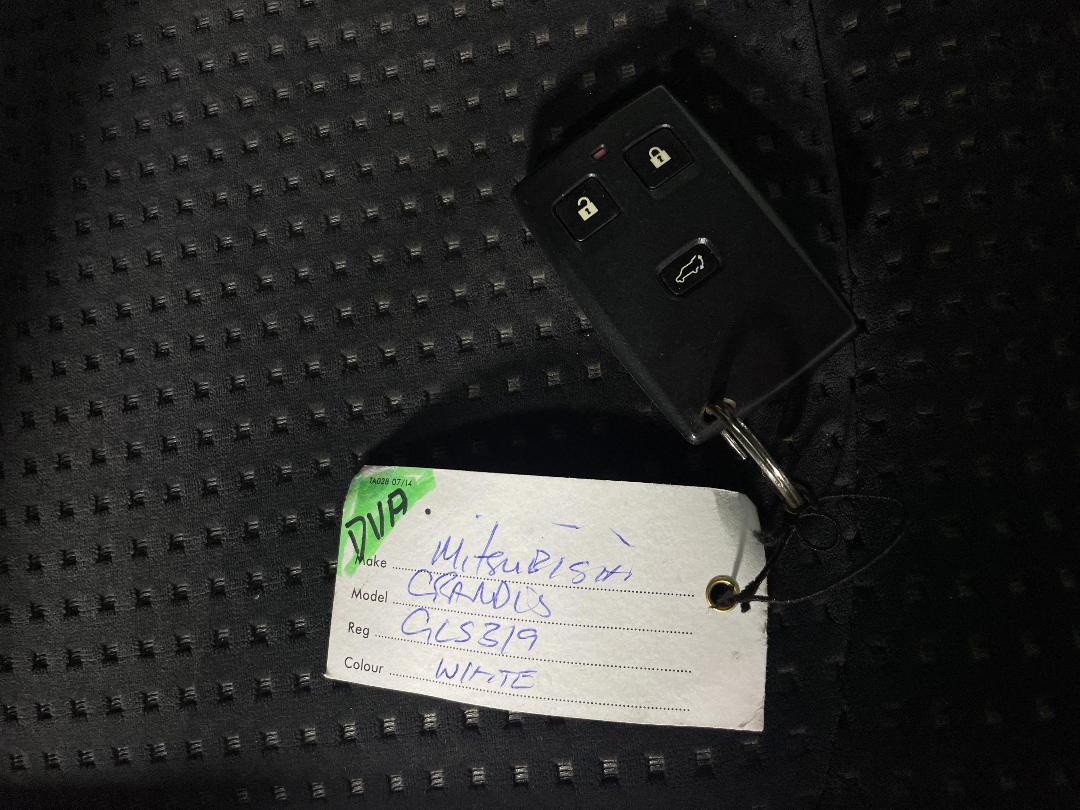 TA028 07/14
DVA.
Make MitsuBISHI
Model GRANDIS
Reg GLS319
Colour WHITE